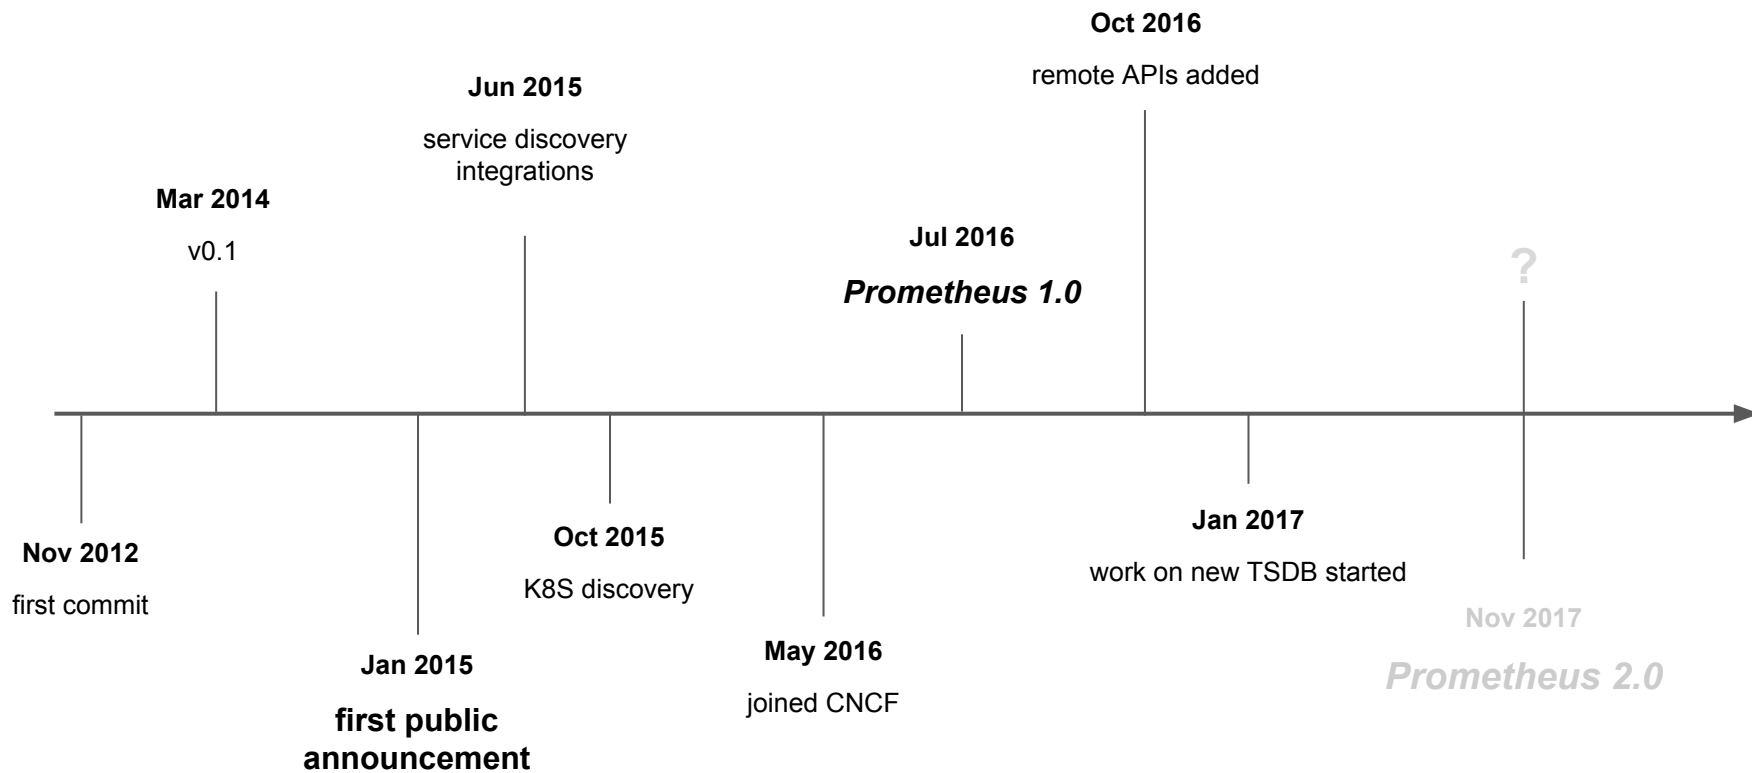 Nov 2012
first commit
Mar 2014
v0.1
Jan 2015
first public
announcement
Jun 2015
service discovery
integrations
Oct 2015
K8S discovery
May 2016
joined CNCF
Jul 2016
Prometheus 1.0
Oct 2016
remote APIs added
Jan 2017
work on new TSDB started
?
Nov 2017
Prometheus 2.0